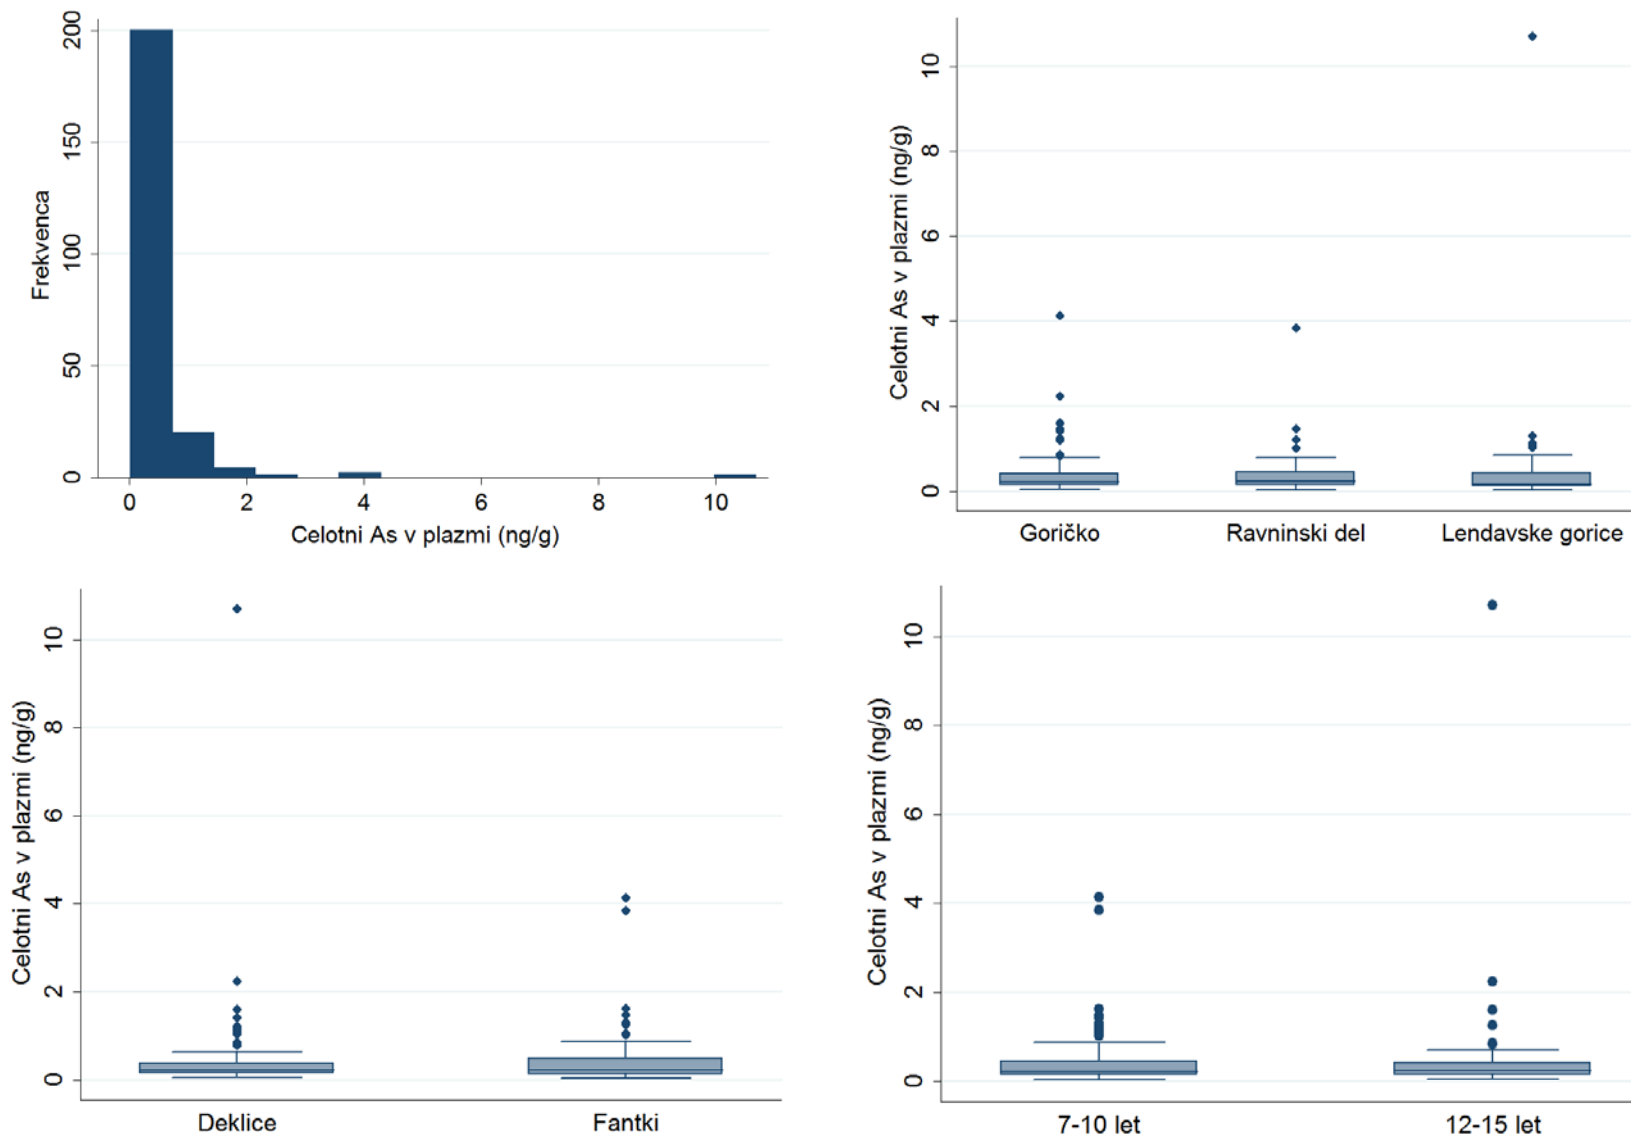 200
150
100
50
0
Frekvenca
0 2 4 6 8 10
Celotni As v plazmi (ng/g)
10
8
6
4
2
0
Celotni As v plazmi (ng/g)
Goričko Ravninski del Lendavske gorice
10
8
6
4
2
0
Celotni As v plazmi (ng/g)
Deklice Fantki
10
8
6
4
2
0
Celotni As v plazmi (ng/g)
7-10 let 12-15 let